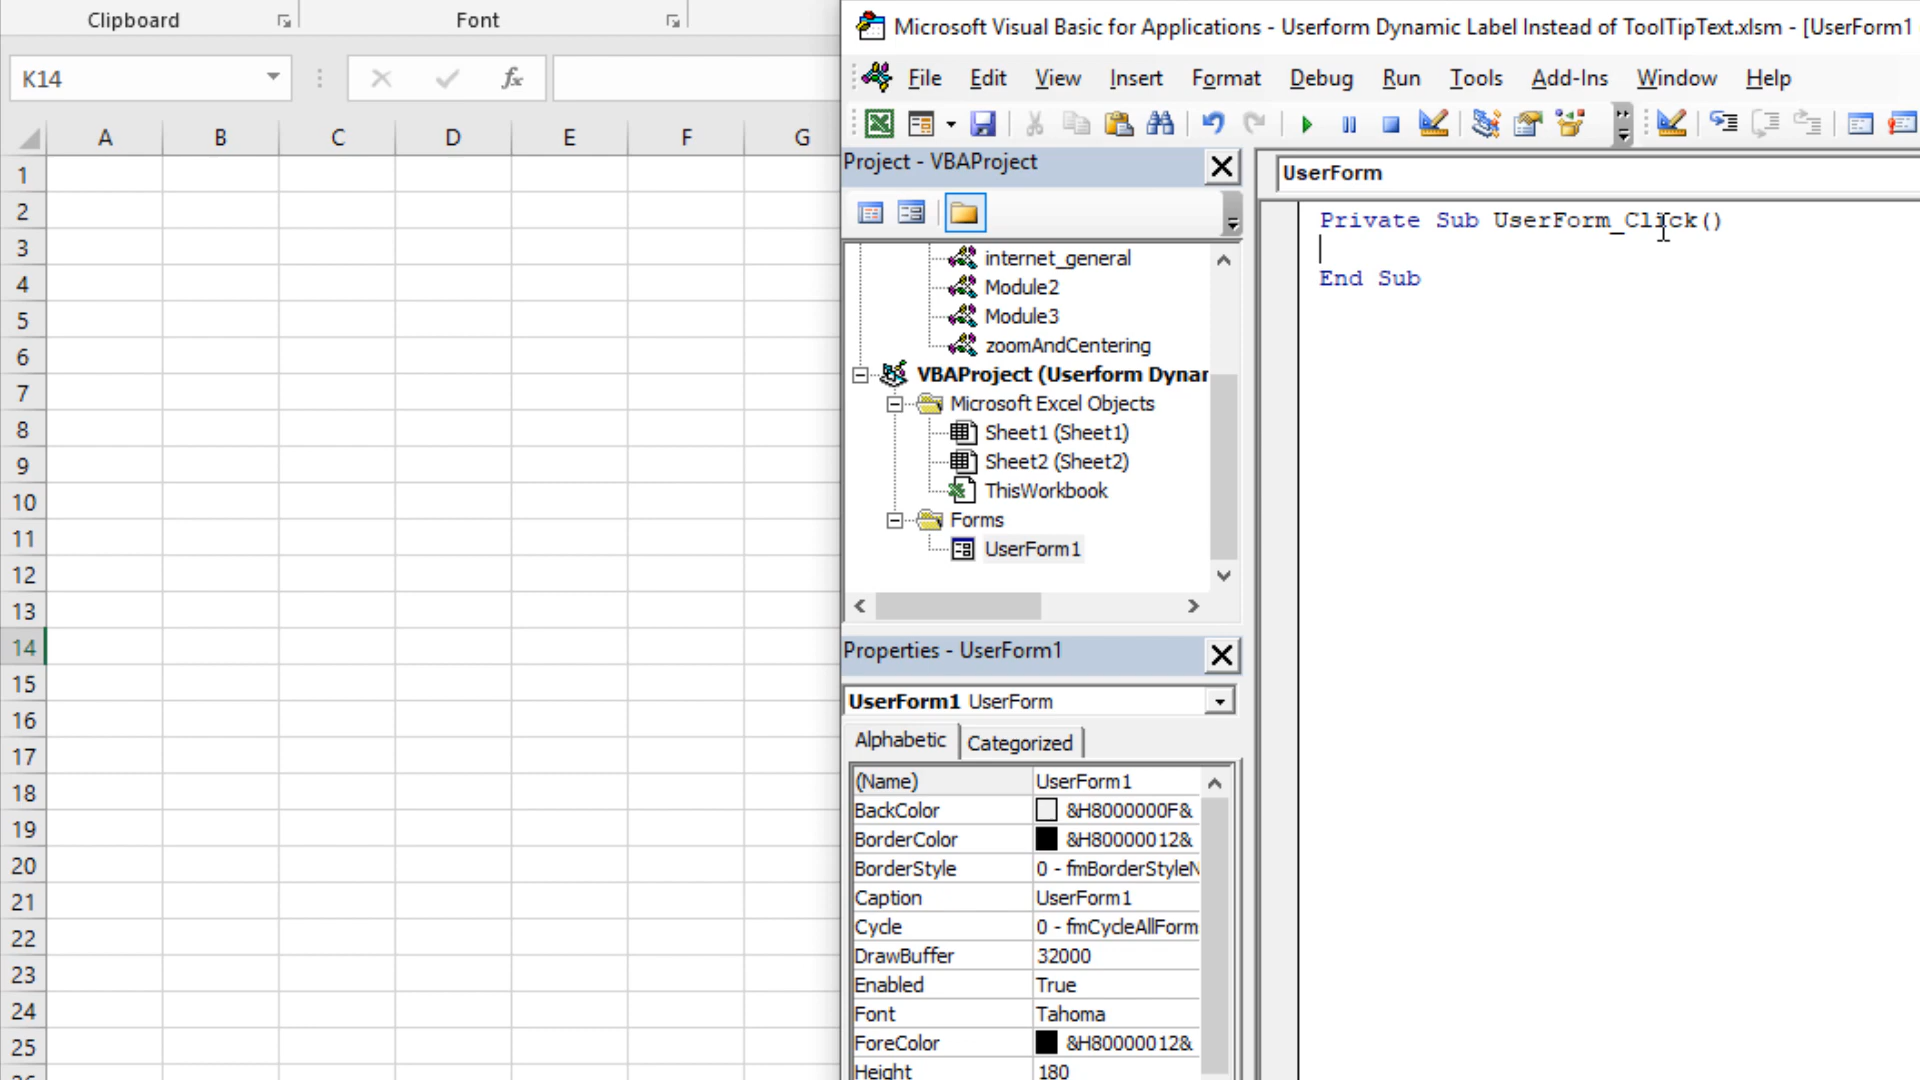 Clipboard
Font
K14
fx
A B C D E F G
1
2
3
4
5
6
7
8
9
10
11
12
13
14
15
16
17
18
19
20
21
22
23
24
25
Microsoft Visual Basic for Applications - Userform Dynamic Label Instead of ToolTipText.xlsm - [UserForm1
File Edit View Insert Format Debug Run Tools Add-Ins Window Help
Project - VBAProject
internet_general
Module2
Module3
zoomAndCentering
VBAProject (Userform Dynar
Microsoft Excel Objects
Sheet1 (Sheet1)
Sheet2 (Sheet2)
ThisWorkbook
Forms
UserForm1
Properties - UserForm1
UserForm1 UserForm
Alphabetic Categorized
(Name) UserForm1
BackColor &H8000000F&
BorderColor &H80000012&
BorderStyle 0 - fmBorderStyleN
Caption UserForm1
Cycle 0 - fmCycleAllForm
DrawBuffer 32000
Enabled True
Font Tahoma
ForeColor &H80000012&
Height 180
UserForm
Private Sub UserForm_Click()
End Sub